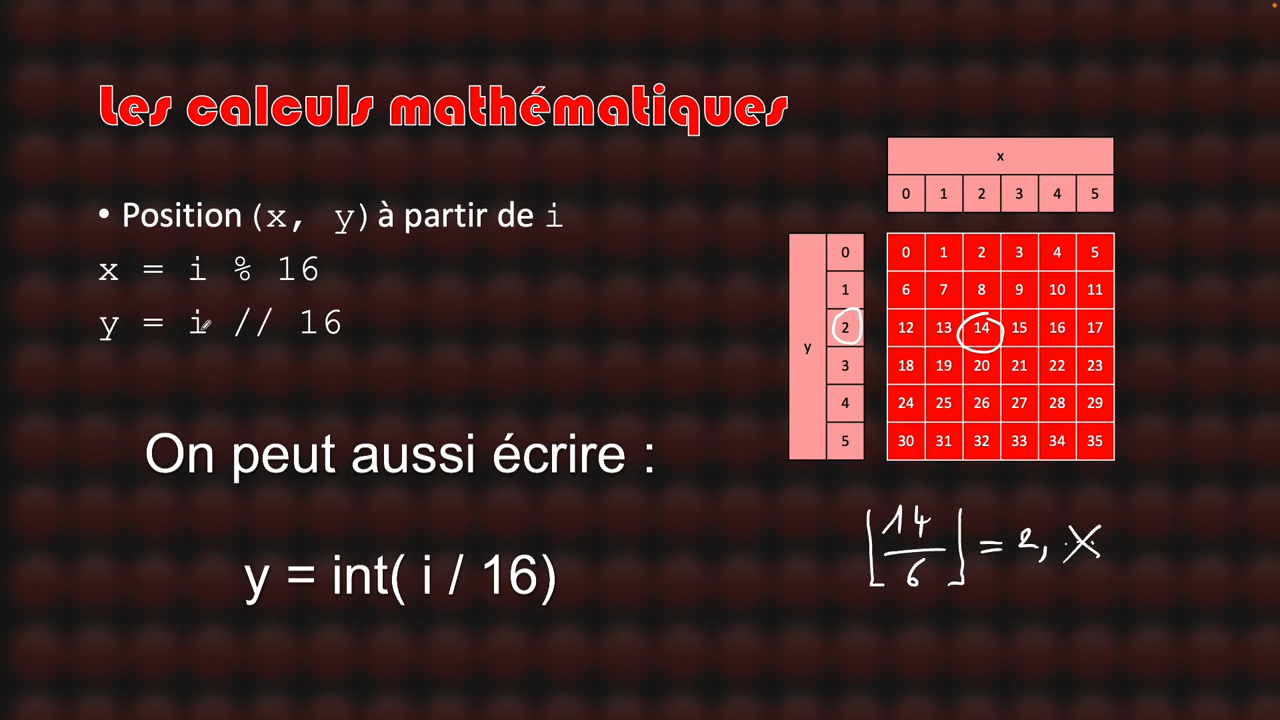 Les calculs mathématiques
• Position (x, y) à partir de i
x = i % 16
y = i // 16
On peut aussi écrire :
y = int( i / 16)
x
0 1 2 3 4 5
y
0 0 1 2 3 4 5
1 6 7 8 9 10 11
2 12 13 14 15 16 17
3 18 19 20 21 22 23
4 24 25 26 27 28 29
5 30 31 32 33 34 35
⌊14/6⌋ = 2,